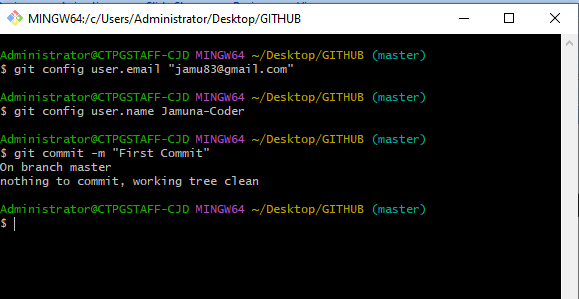 MINGW64:/c/Users/Administrator/Desktop/GITHUB
Administrator@CTPGSTAFF-CJD MINGW64 ~/Desktop/GITHUB (master)
$ git config user.email "jamu83@gmail.com"
Administrator@CTPGSTAFF-CJD MINGW64 ~/Desktop/GITHUB (master)
$ git config user.name Jamuna-Coder
Administrator@CTPGSTAFF-CJD MINGW64 ~/Desktop/GITHUB (master)
$ git commit -m "First Commit"
On branch master
nothing to commit, working tree clean
Administrator@CTPGSTAFF-CJD MINGW64 ~/Desktop/GITHUB (master)
$